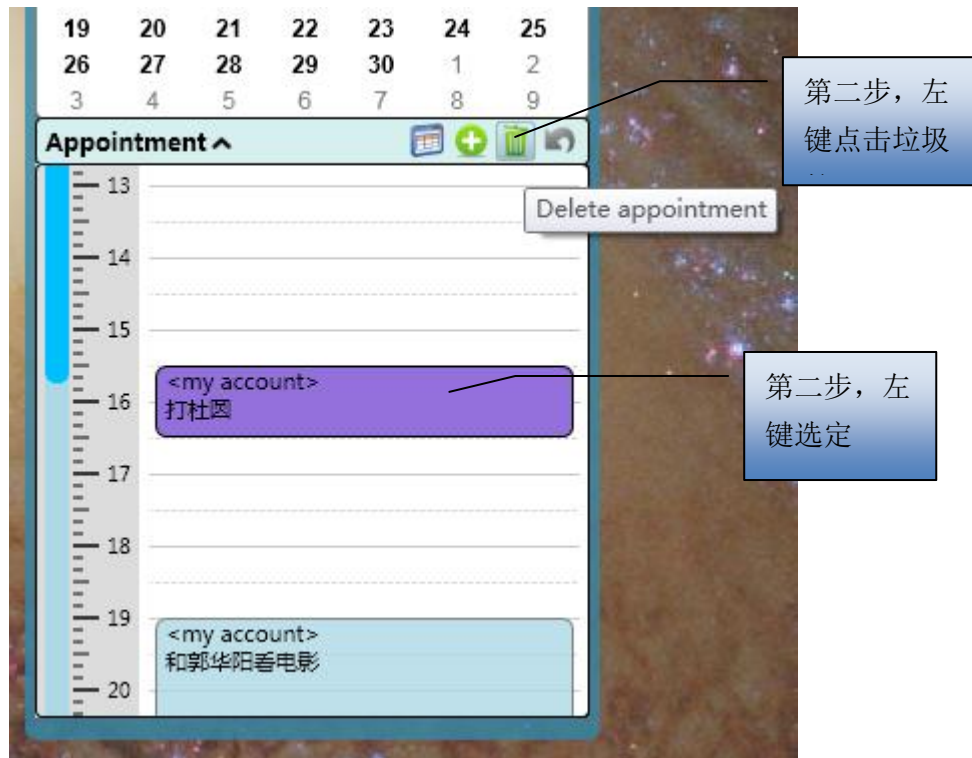 19 20 21 22 23 24 25
26 27 28 29 30 1 2
3 4 5 6 7 8 9
第二步，左
键点击垃圾
Appointment
Delete appointment
13
14
15
<my account>
打杜圆
16
第二步，左
键选定
17
18
19
<my account>
和郭华阳看电影
20